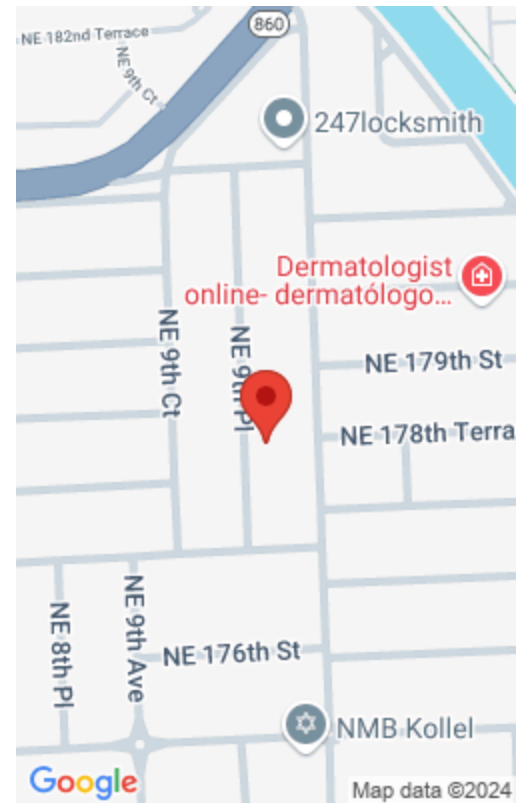 860
NE 182nd Terrace
NE 9th Ct
247locksmith
Dermatologist
online- dermatólogo...
NE 9th Ct
NE 9th Pl
NE 179th St
NE 178th Terra
NE 8th Pl
NE 9th Ave
NE 176th St
NMB Kollel
Google
Map data ©2024